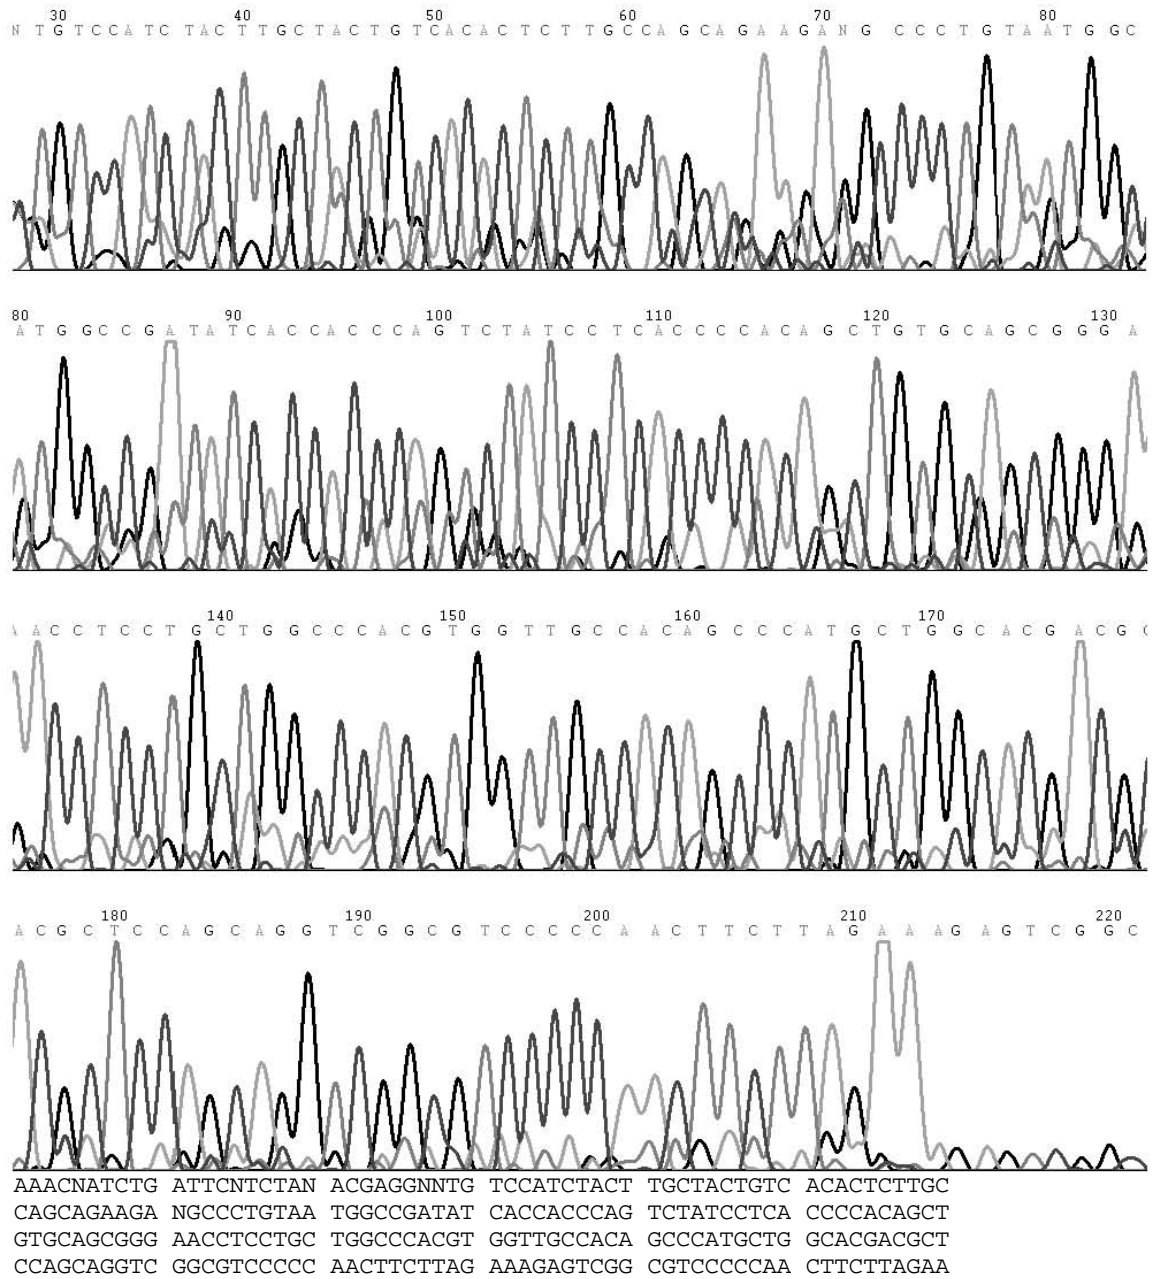 30 40 50 60 70 80
N T G T C C A T C T A C T T G C T A C T G T C A C A C T C T T G C C A G C A G A A G A N G C C C T G T A A T G G C
80 90 100 110 120 130
A T G G C C G A T A T C A C C A C C C A G T C T A T C C T C A C C C C A C A G C T G T G C A G C G G G A
140 150 160 170
A A C C T C C T G C T G G C C C A C G T G G T T G C C A C A G C C C A T G C T G G C A C G A C G C
180 190 200 210 220
A C G C T C C A G C A G G T C G G C G T C C C C C A A C T T C T T A G A A A G A G T C G G C
AAACNATCTG ATTCNTCTAN ACGAGGNNTG TCCATCTACT TGCTACTGTC ACACTCTTGC
CAGCAGAAGA NGCCCTGTAA TGGCCGATAT CACCACCCAG TCTATCCTCA CCCCACAGCT
GTGCAGCGGG AACCTCCTGC TGGCCCACGT GGTTGCCACA GCCCATGCTG GCACGACGCT
CCAGCAGGTC GGCGTCCCCC AACTTCTTAG AAAGAGTCGG CGTCCCCCAA CTTCTTAGAA